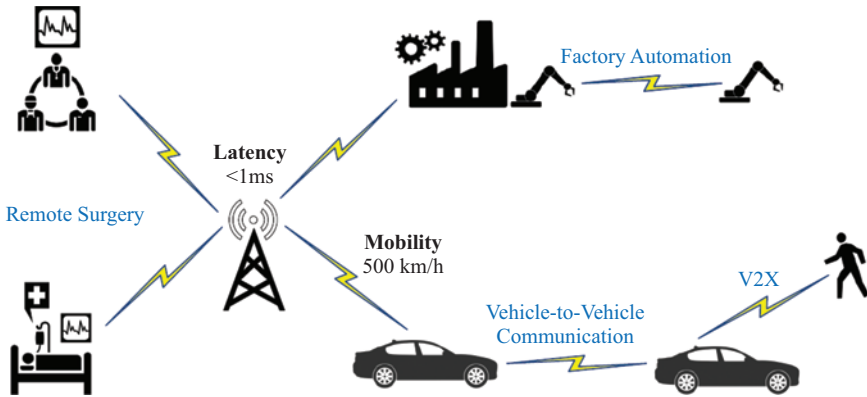 Factory Automation
Latency
<1ms
Remote Surgery
Mobility
500 km/h
V2X
Vehicle-to-Vehicle
Communication